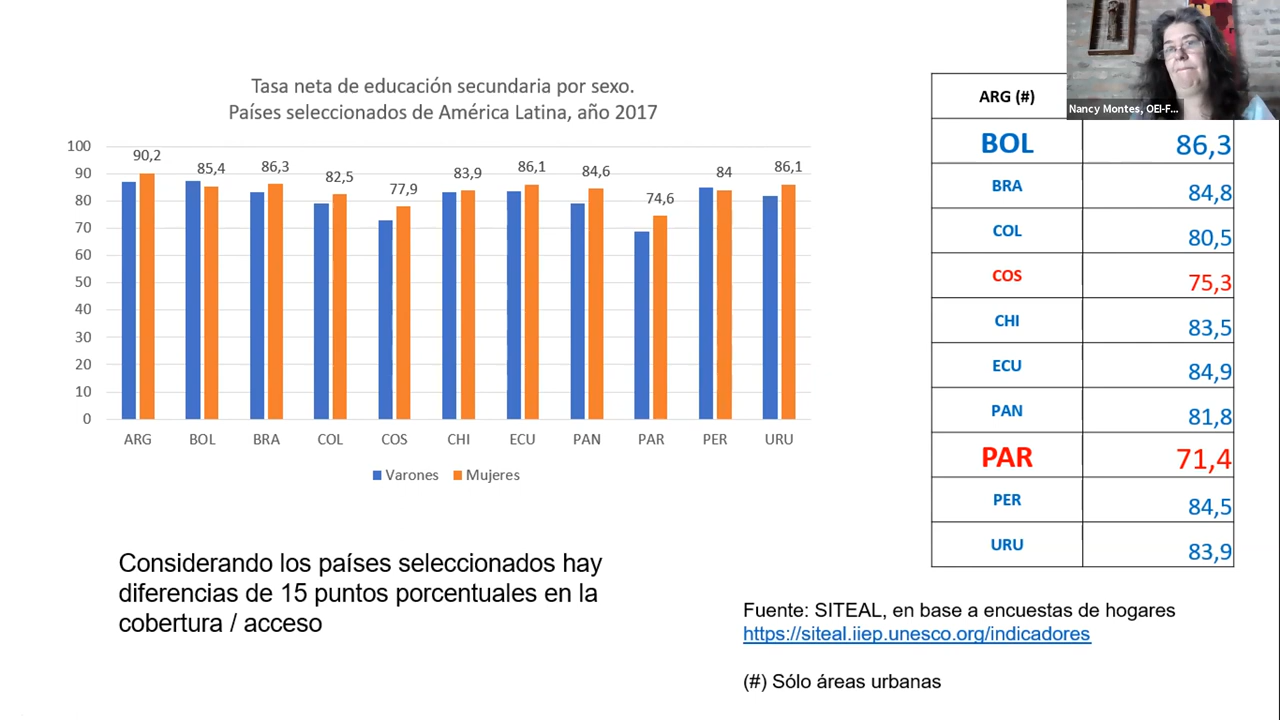 Tasa neta de educación secundaria por sexo.
Países seleccionados de América Latina, año 2017
100
90
80
70
60
50
40
30
20
10
0
90,2
85,4
86,3
82,5
77,9
83,9
86,1
84,6
74,6
84
86,1
ARG
BOL
BRA
COL
COS
CHI
ECU
PAN
PAR
PER
URU
Varones Mujeres
Considerando los países seleccionados hay
diferencias de 15 puntos porcentuales en la
cobertura / acceso
Nancy Montes, OEI-F...
ARG (#)
BOL 86,3
BRA 84,8
COL 80,5
COS 75,3
CHI 83,5
ECU 84,9
PAN 81,8
PAR 71,4
PER 84,5
URU 83,9
Fuente: SITEAL, en base a encuestas de hogares
https://siteal.iiep.unesco.org/indicadores
(#) Sólo áreas urbanas